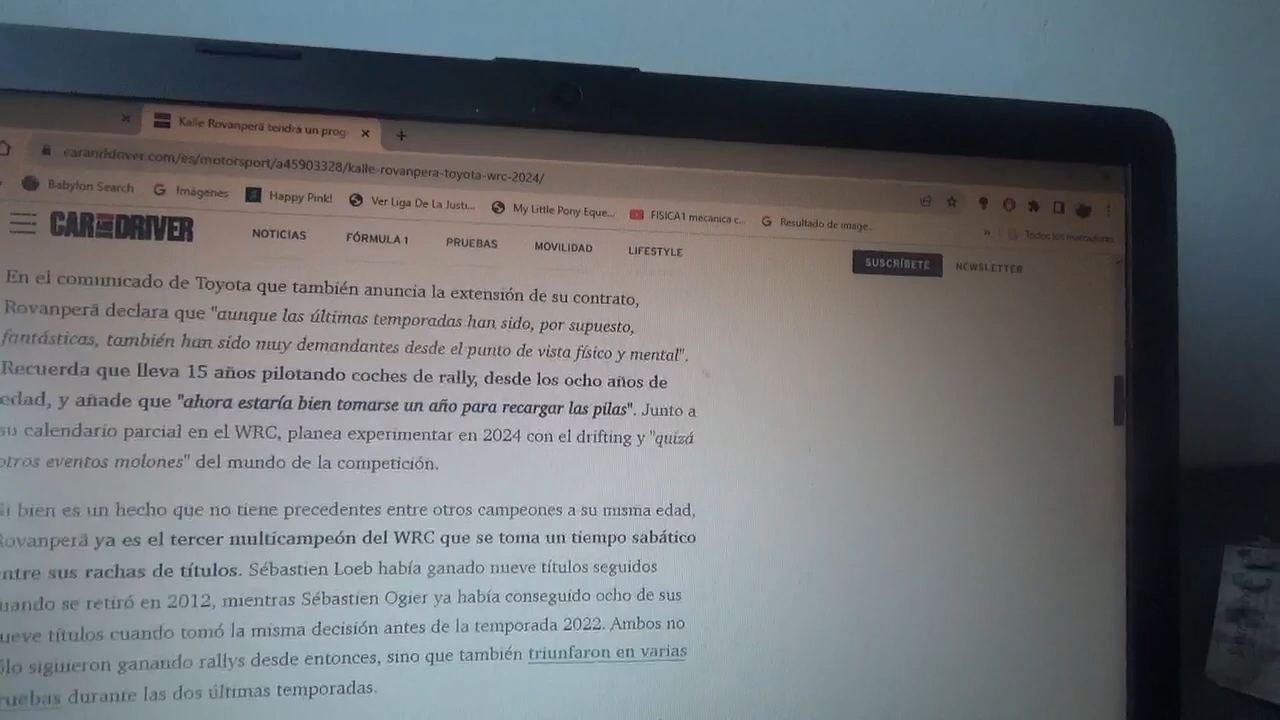 Kalle Rovanperä tendrá un prog
carandriver.com/es/motorsport/a45903328/kalle-rovanpera-toyota-wrc-2024/
Babylon Search Imágenes Happy Pink! Ver Liga De La Justi... My Little Pony Eque... FISICA1 mecanica c... Resultado de image... » Todos los marcadores
CAR AND DRIVER NOTICIAS FÓRMULA 1 PRUEBAS MOVILIDAD LIFESTYLE SUSCRÍBETE NEWSLETTER
En el comunicado de Toyota que también anuncia la extensión de su contrato,
Rovanperä declara que "aunque las últimas temporadas han sido, por supuesto,
fantásticas, también han sido muy demandantes desde el punto de vista físico y mental".
Recuerda que lleva 15 años pilotando coches de rally, desde los ocho años de
edad, y añade que "ahora estaría bien tomarse un año para recargar las pilas". Junto a
su calendario parcial en el WRC, planea experimentar en 2024 con el drifting y "quizá
otros eventos molones" del mundo de la competición.
Si bien es un hecho que no tiene precedentes entre otros campeones a su misma edad,
Rovanperä ya es el tercer multicampeón del WRC que se toma un tiempo sabático
entre sus rachas de títulos. Sébastien Loeb había ganado nueve títulos seguidos
cuando se retiró en 2012, mientras Sébastien Ogier ya había conseguido ocho de sus
nueve títulos cuando tomó la misma decisión antes de la temporada 2022. Ambos no
sólo siguieron ganando rallys desde entonces, sino que también triunfaron en varias
pruebas durante las dos últimas temporadas.